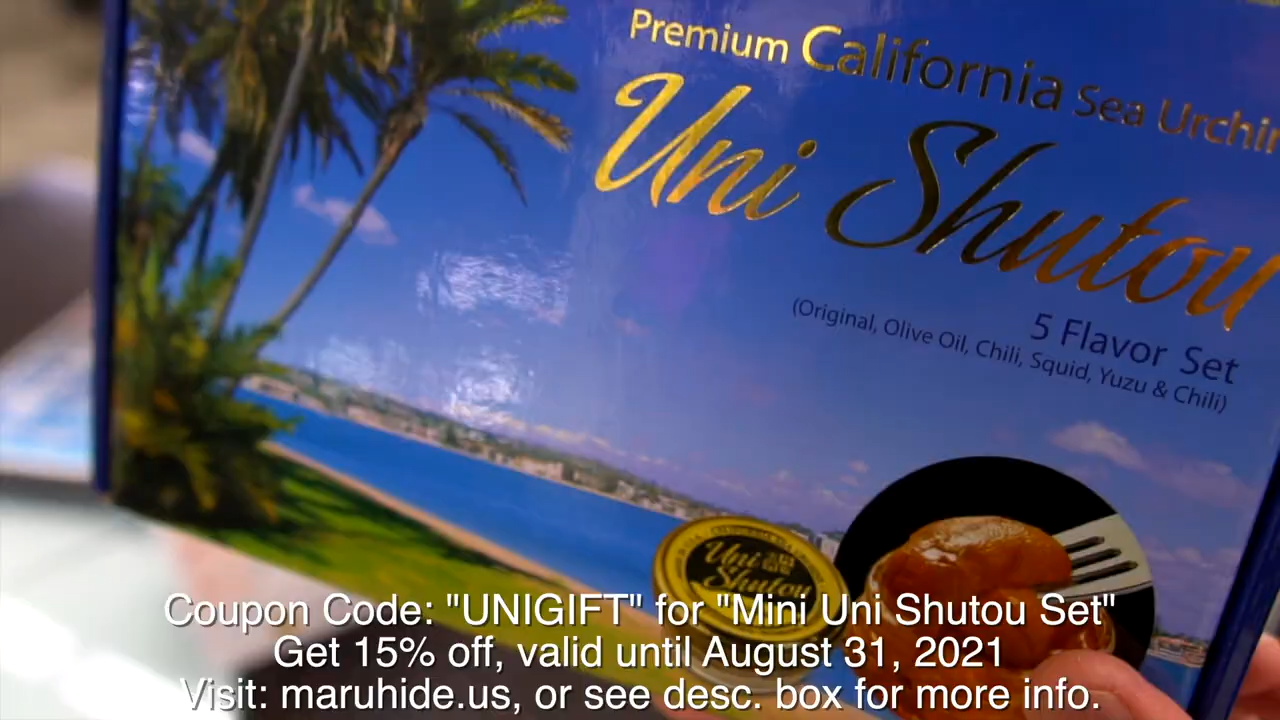 Premium California Sea Urchin
Uni Shutou
5 Flavor Set
(Original, Olive Oil, Chili, Squid, Yuzu & Chili)
Uni
Shutou
Coupon Code: "UNIGIFT" for "Mini Uni Shutou Set"
Get 15% off, valid until August 31, 2021
Visit: maruhide.us, or see desc. box for more info.